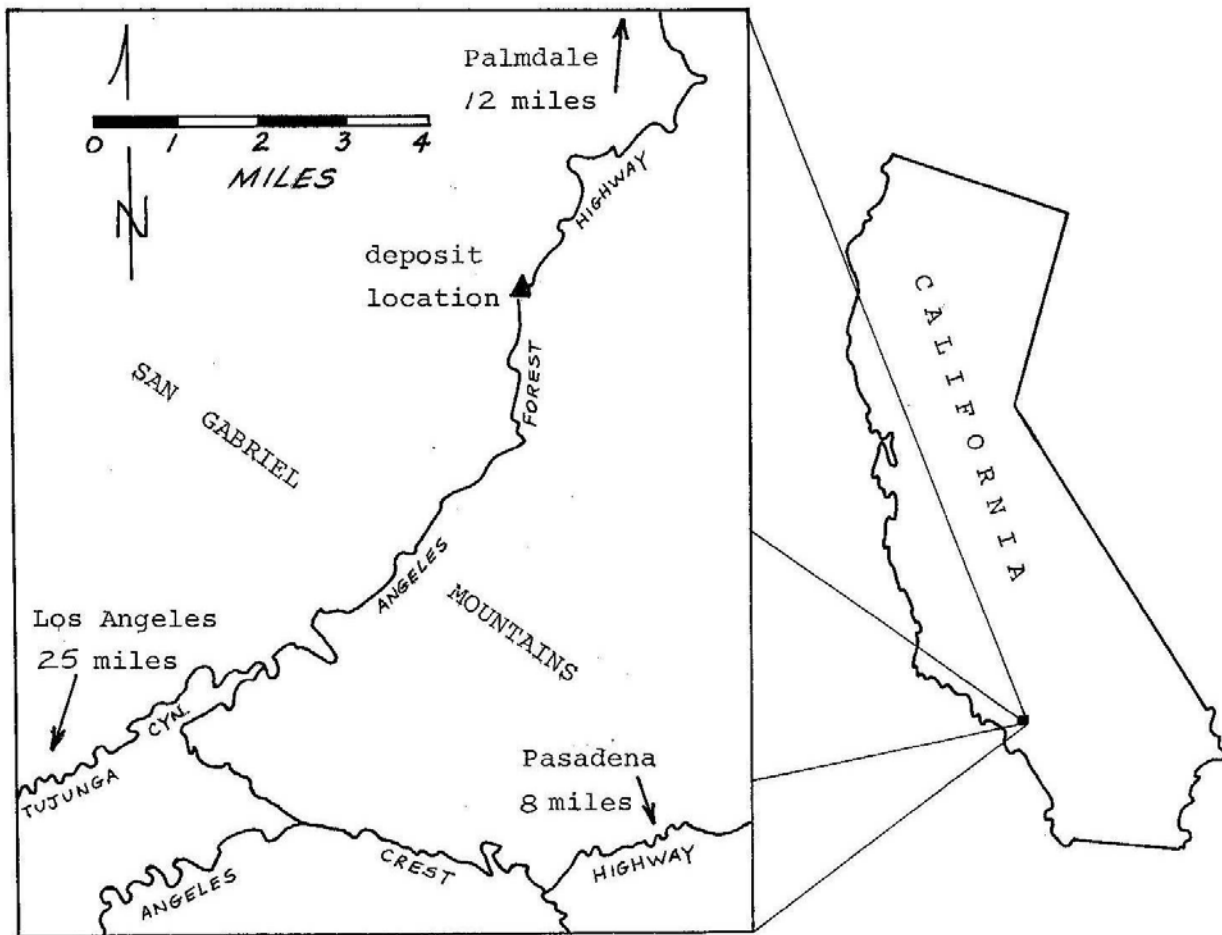 Palmdale
12 miles
0 1 2 3 4
MILES
N
HIGHWAY
deposit
location
FOREST
SAN GABRIEL
ANGELES
MOUNTAINS
Los Angeles
25 miles
TUJUNGA CYN.
Pasadena
8 miles
ANGELES CREST HIGHWAY
CALIFORNIA